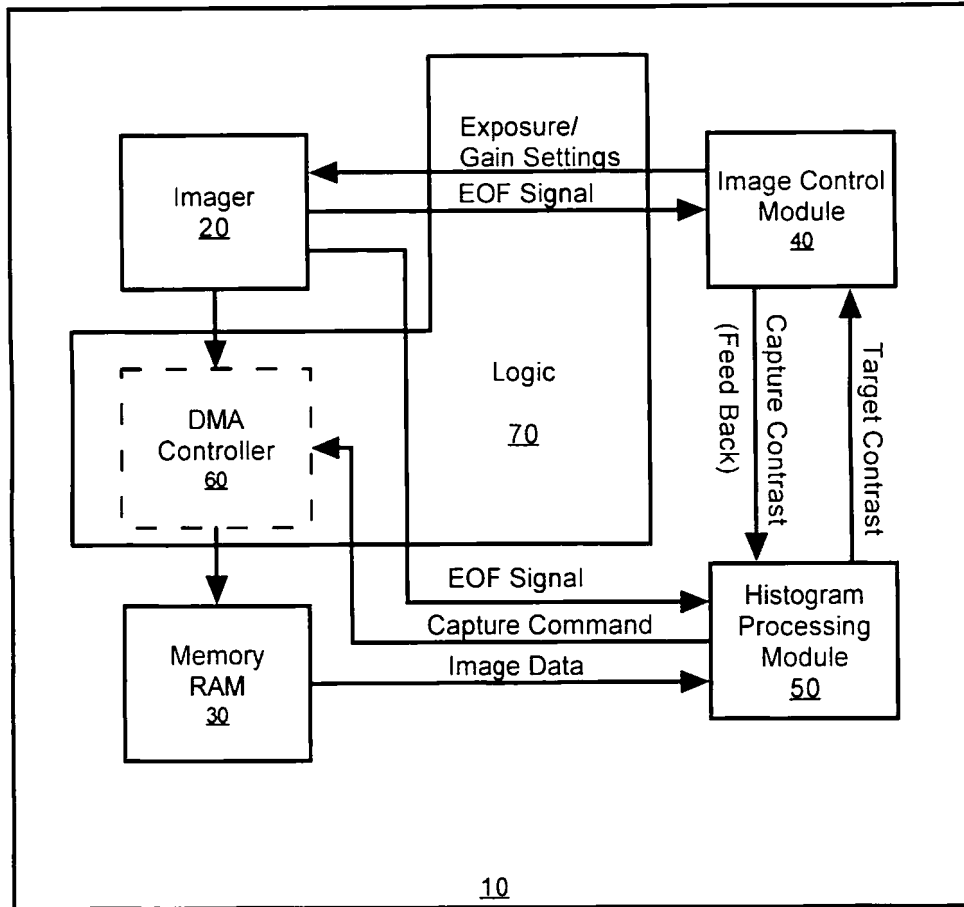 Exposure/
Gain Settings
EOF Signal
Imager
20
Image Control
Module
40
Capture Contrast
(Feed Back)
Target Contrast
Logic
70
DMA
Controller
60
EOF Signal
Capture Command
Image Data
Memory
RAM
30
Histogram
Processing
Module
50
10